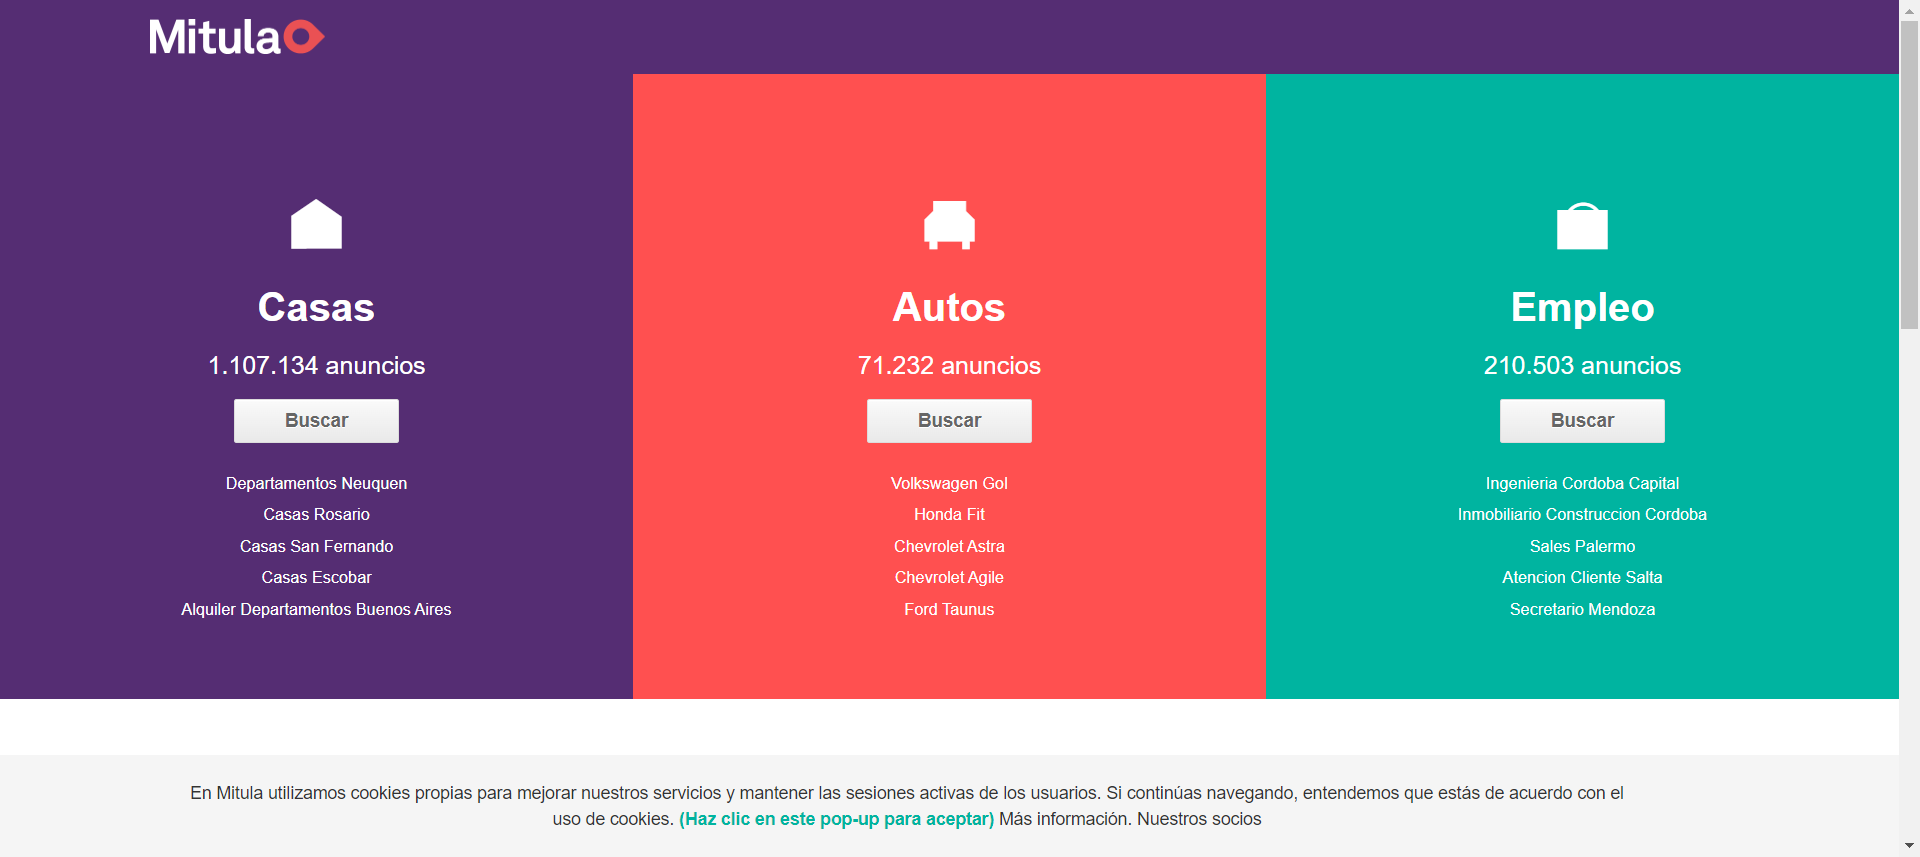 Mitula
Casas
1.107.134 anuncios
Buscar
Departamentos Neuquen
Casas Rosario
Casas San Fernando
Casas Escobar
Alquiler Departamentos Buenos Aires
Autos
71.232 anuncios
Buscar
Volkswagen Gol
Honda Fit
Chevrolet Astra
Chevrolet Agile
Ford Taunus
Empleo
210.503 anuncios
Buscar
Ingenieria Cordoba Capital
Inmobiliario Construccion Cordoba
Sales Palermo
Atencion Cliente Salta
Secretario Mendoza
En Mitula utilizamos cookies propias para mejorar nuestros servicios y mantener las sesiones activas de los usuarios. Si continúas navegando, entendemos que estás de acuerdo con el
uso de cookies. (Haz clic en este pop-up para aceptar) Más información. Nuestros socios